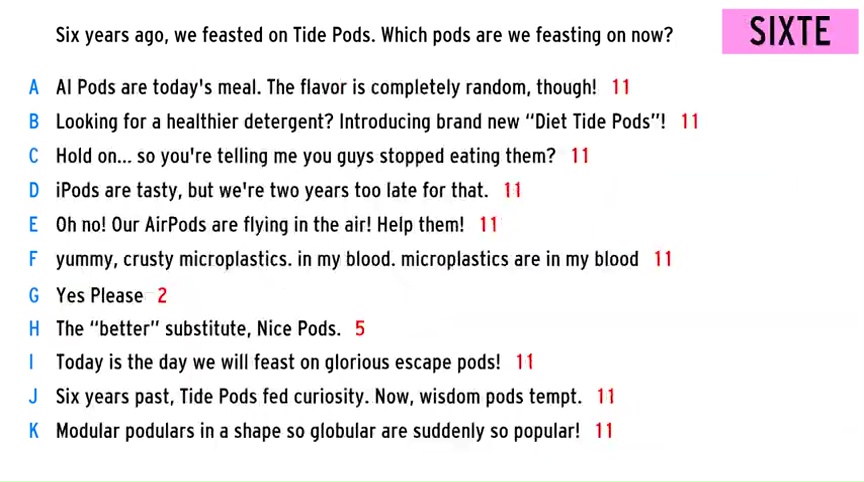 Six years ago, we feasted on Tide Pods. Which pods are we feasting on now?
SIXTE
A AI Pods are today's meal. The flavor is completely random, though! 11
B Looking for a healthier detergent? Introducing brand new “Diet Tide Pods”! 11
C Hold on... so you're telling me you guys stopped eating them? 11
D iPods are tasty, but we're two years too late for that. 11
E Oh no! Our AirPods are flying in the air! Help them! 11
F yummy, crusty microplastics. in my blood. microplastics are in my blood 11
G Yes Please 2
H The “better” substitute, Nice Pods. 5
I Today is the day we will feast on glorious escape pods! 11
J Six years past, Tide Pods fed curiosity. Now, wisdom pods tempt. 11
K Modular podulars in a shape so globular are suddenly so popular! 11